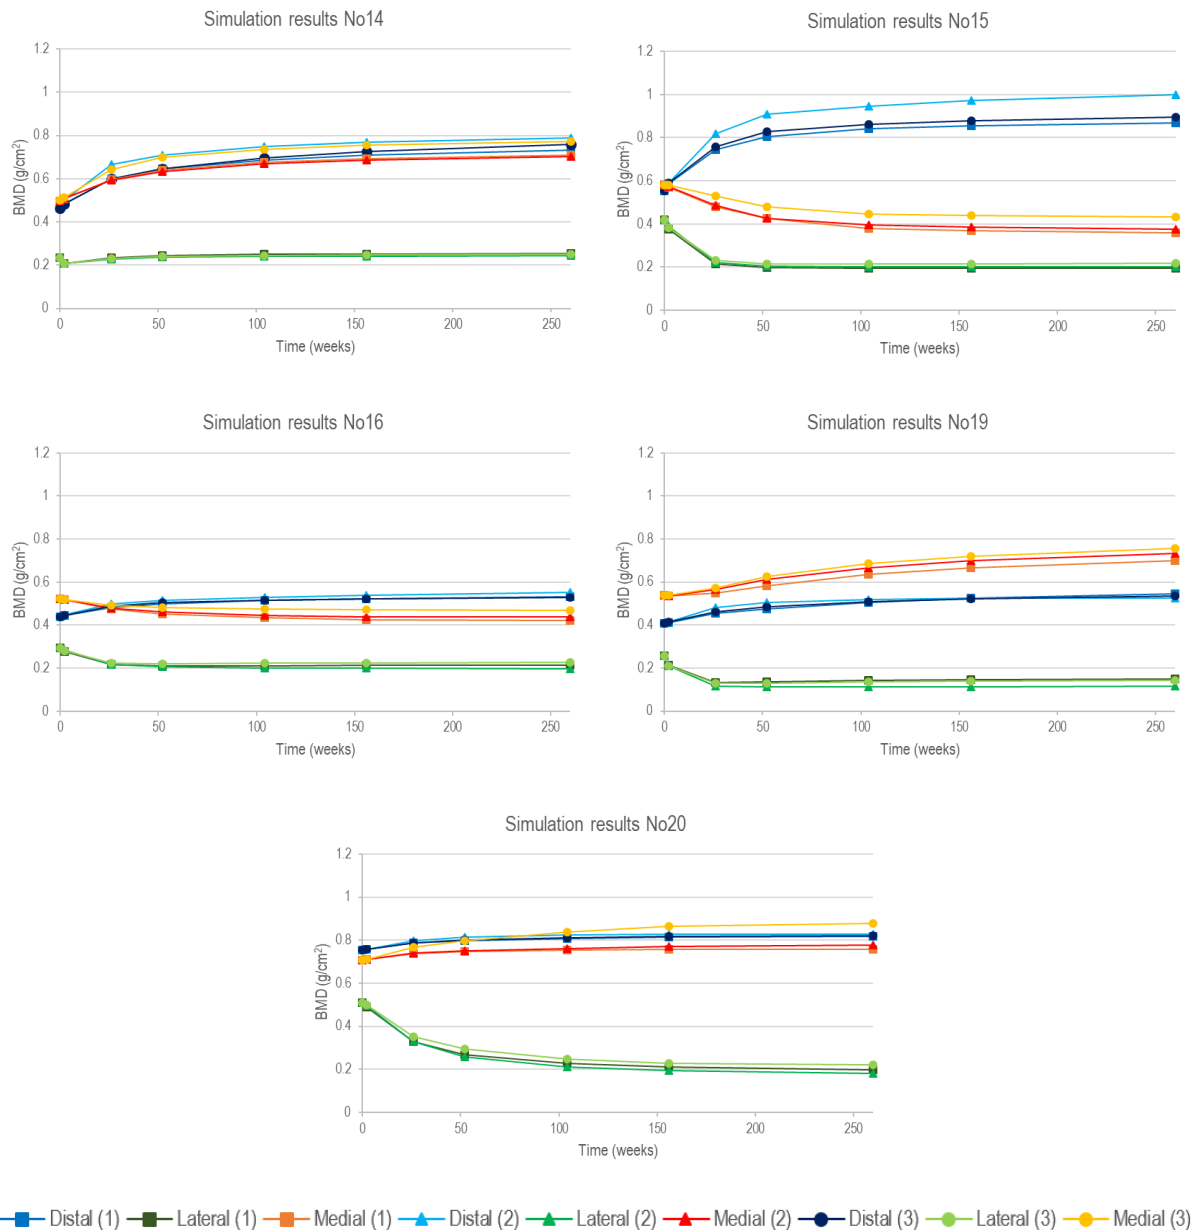 Simulation results No14
1.2
1
0.8
0.6
0.4
0.2
0
BMD (g/cm²)
0 50 100 150 200 250
Time (weeks)
Simulation results No15
1.2
1
0.8
0.6
0.4
0.2
0
BMD (g/cm²)
0 50 100 150 200 250
Time (weeks)
Simulation results No16
1.2
1
0.8
0.6
0.4
0.2
0
BMD (g/cm²)
0 50 100 150 200 250
Time (weeks)
Simulation results No19
1.2
1
0.8
0.6
0.4
0.2
0
BMD (g/cm²)
0 50 100 150 200 250
Time (weeks)
Simulation results No20
1.2
1
0.8
0.6
0.4
0.2
0
BMD (g/cm²)
0 50 100 150 200 250
Time (weeks)
Distal (1) Lateral (1) Medial (1) Distal (2) Lateral (2) Medial (2) Distal (3) Lateral (3) Medial (3)